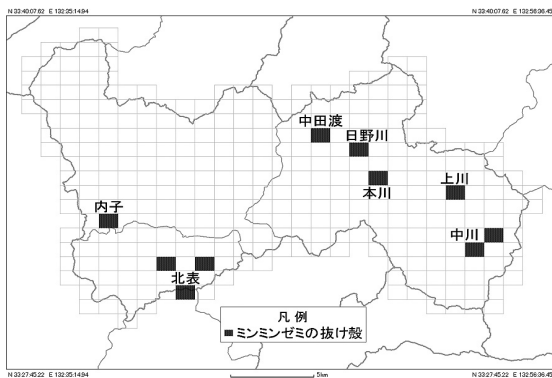 N 33:40:07.62 E 132:35:14.94
N 33:40:07.62 E 132:56:36.45
中田渡
日野川
本川
上川
内子
中川
北表
凡例
ミンミンゼミの抜け殻
N 33:27:45.22 E 132:35:14.94
5km
N 33:27:45.22 E 132:56:36.45